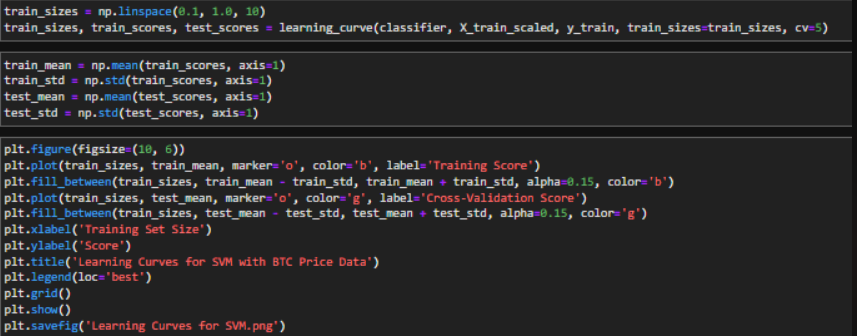 train_sizes = np.linspace(0.1, 1.0, 10)
train_sizes, train_scores, test_scores = learning_curve(classifier, X_train_scaled, y_train, train_sizes=train_sizes, cv=5)
train_mean = np.mean(train_scores, axis=1)
train_std = np.std(train_scores, axis=1)
test_mean = np.mean(test_scores, axis=1)
test_std = np.std(test_scores, axis=1)
plt.figure(figsize=(10, 6))
plt.plot(train_sizes, train_mean, marker='o', color='b', label='Training Score')
plt.fill_between(train_sizes, train_mean - train_std, train_mean + train_std, alpha=0.15, color='b')
plt.plot(train_sizes, test_mean, marker='o', color='g', label='Cross-Validation Score')
plt.fill_between(train_sizes, test_mean - test_std, test_mean + test_std, alpha=0.15, color='g')
plt.xlabel('Training Set Size')
plt.ylabel('Score')
plt.title('Learning Curves for SVM with BTC Price Data')
plt.legend(loc='best')
plt.grid()
plt.show()
plt.savefig('Learning Curves for SVM.png')